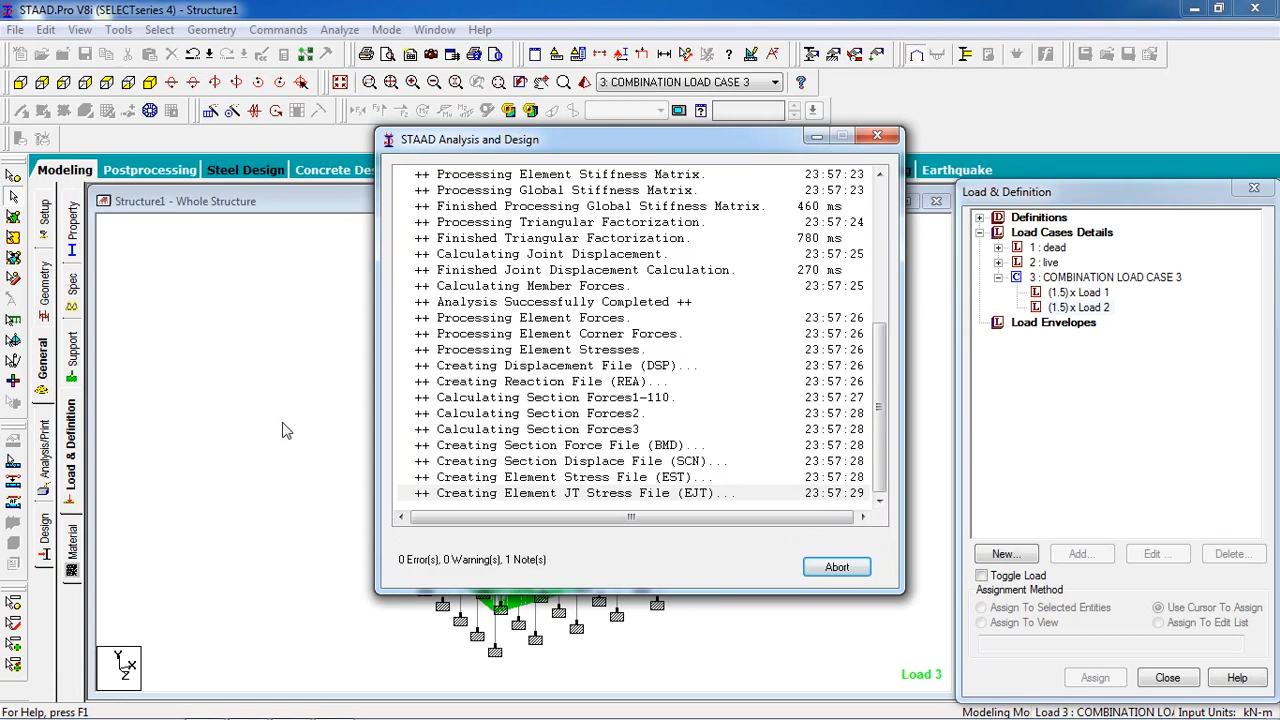 STAAD.Pro V8i (SELECTseries 4) - Structure1
File Edit View Tools Select Geometry Commands Analyze Mode Window Help
3: COMBINATION LOAD CASE 3
Modeling Postprocessing Steel Design Concrete De Earthquake
Structure1 - Whole Structure
Setup
Geometry
General
Analysis/Print
Design
Property
Spec
Support
Load & Definition
Material
STAAD Analysis and Design
++ Processing Element Stiffness Matrix. 23:57:23
++ Processing Global Stiffness Matrix. 23:57:23
++ Finished Processing Global Stiffness Matrix. 460 ms
++ Processing Triangular Factorization. 23:57:24
++ Finished Triangular Factorization. 780 ms
++ Calculating Joint Displacement. 23:57:25
++ Finished Joint Displacement Calculation. 270 ms
++ Calculating Member Forces. 23:57:25
++ Analysis Successfully Completed ++
++ Processing Element Forces. 23:57:26
++ Processing Element Corner Forces. 23:57:26
++ Processing Element Stresses. 23:57:26
++ Creating Displacement File (DSP)... 23:57:26
++ Creating Reaction File (REA)... 23:57:26
++ Calculating Section Forces1-110. 23:57:27
++ Calculating Section Forces2. 23:57:28
++ Calculating Section Forces3 23:57:28
++ Creating Section Force File (BMD)... 23:57:28
++ Creating Section Displace File (SCN)... 23:57:28
++ Creating Element Stress File (EST)... 23:57:28
++ Creating Element JT Stress File (EJT)... 23:57:29
0 Error(s), 0 Warning(s), 1 Note(s)
Abort
Load & Definition
Definitions
Load Cases Details
1 : dead
2 : live
3 : COMBINATION LOAD CASE 3
(1.5) x Load 1
(1.5) x Load 2
Load Envelopes
New... Add... Edit ... Delete...
Toggle Load
Assignment Method
Assign To Selected Entities Use Cursor To Assign
Assign To View Assign To Edit List
Assign Close Help
Y
X
Z
Load 3
For Help, press F1
Modeling Mo Load 3 : COMBINATION LOA Input Units: kN-m